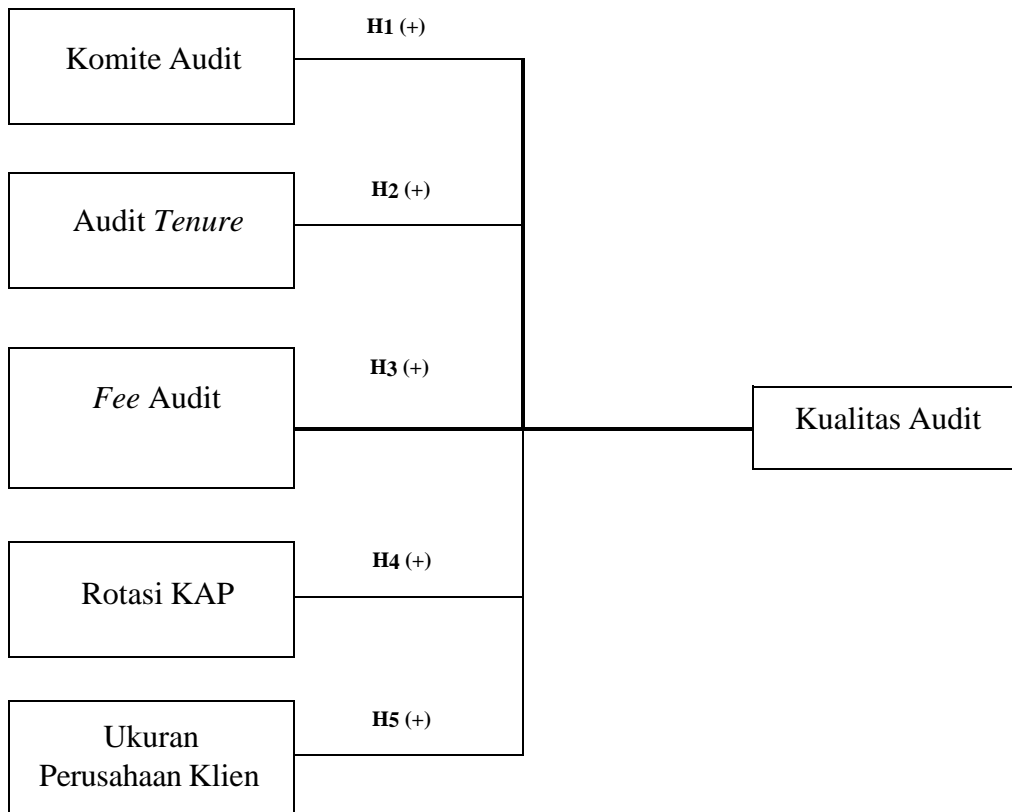 H1 (+)
Komite Audit
H2 (+)
Audit Tenure
H3 (+)
Fee Audit
Kualitas Audit
H4 (+)
Rotasi KAP
H5 (+)
Ukuran
Perusahaan Klien